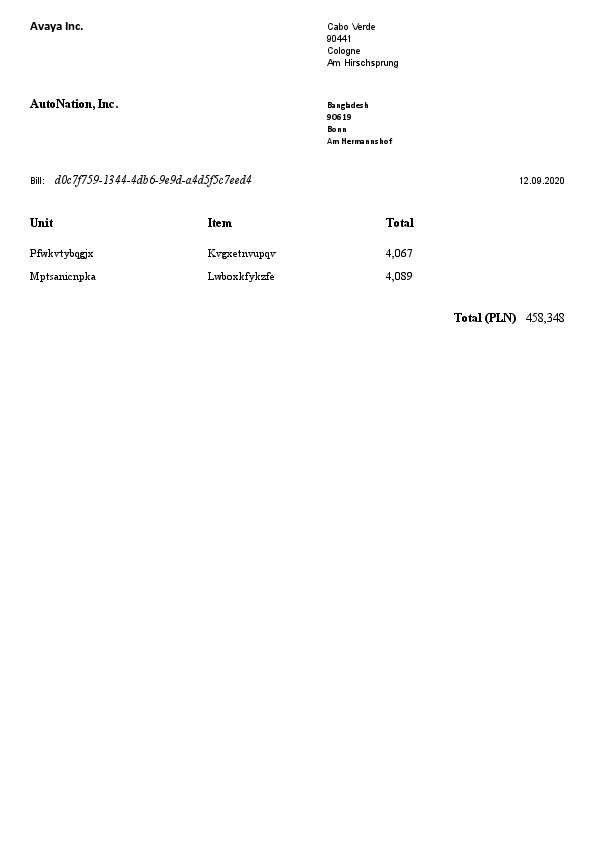 Avaya Inc.
Cabo Verde
90441
Cologne
Am Hirschsprung
AutoNation, Inc.
Bangladesh
90619
Bonn
Am Hermannshof
Bill: d0c7f759-1344-4db6-9e9d-a4d5f5c7eed4 12.09.2020
Unit Item Total
Pfwkvtybqgjx Kvgxetnvupqv 4,067
Mptsanicnpka Lwboxkfykzfe 4,089
Total (PLN) 458,348